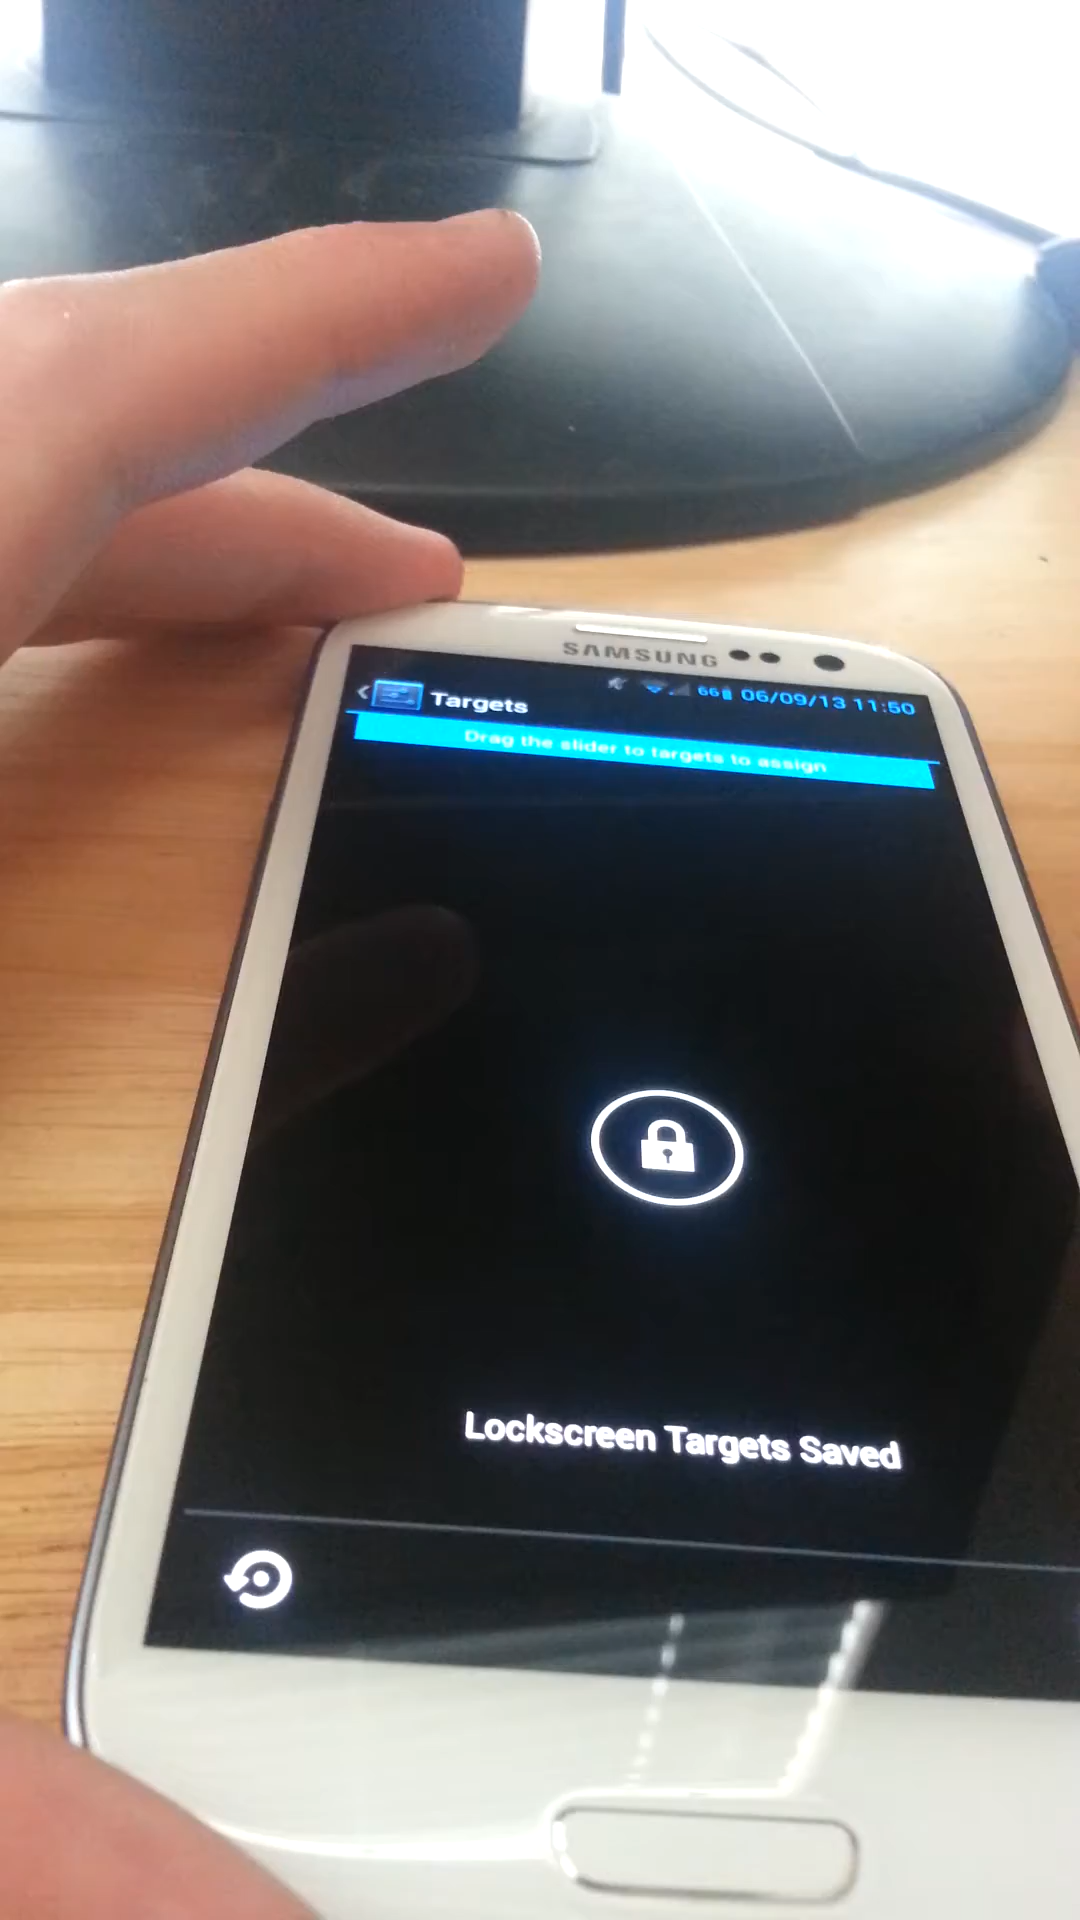 SAMSUNG
Targets
66 06/09/13 11:50
Drag the slider to targets to assign
Lockscreen Targets Saved